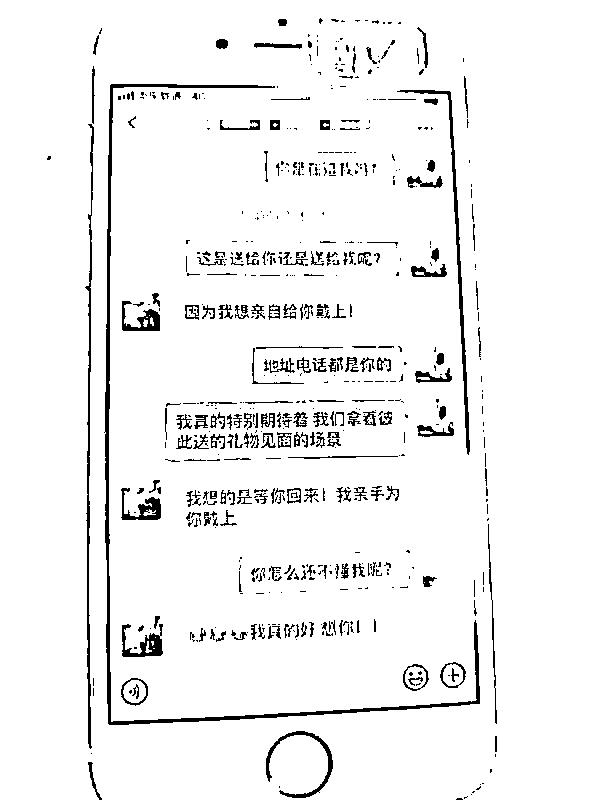 你是在逗我吗？
这是送给你还是送给我呢？
因为我想亲自给你戴上！
地址电话都是你的
我真的特别期待着 我们拿着彼
此送的礼物见面的场景
我想的是等你回来！我亲手为
你戴上
你怎么还不懂我呢？
我真的好想你！！